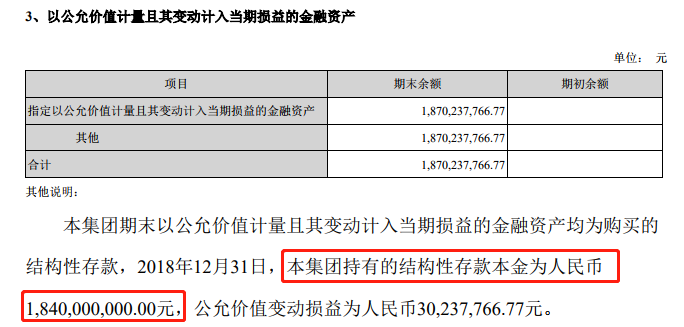 3、以公允价值计量且其变动计入当期损益的金融资产
单位： 元
项目 期末余额 期初余额
指定以公允价值计量且其变动计入当期损益的金融资产 1,870,237,766.77
其他 1,870,237,766.77
合计 1,870,237,766.77
其他说明：
本集团期末以公允价值计量且其变动计入当期损益的金融资产均为购买的
结构性存款，2018年12月31日，本集团持有的结构性存款本金为人民币
1,840,000,000.00元，公允价值变动损益为人民币30,237,766.77元。